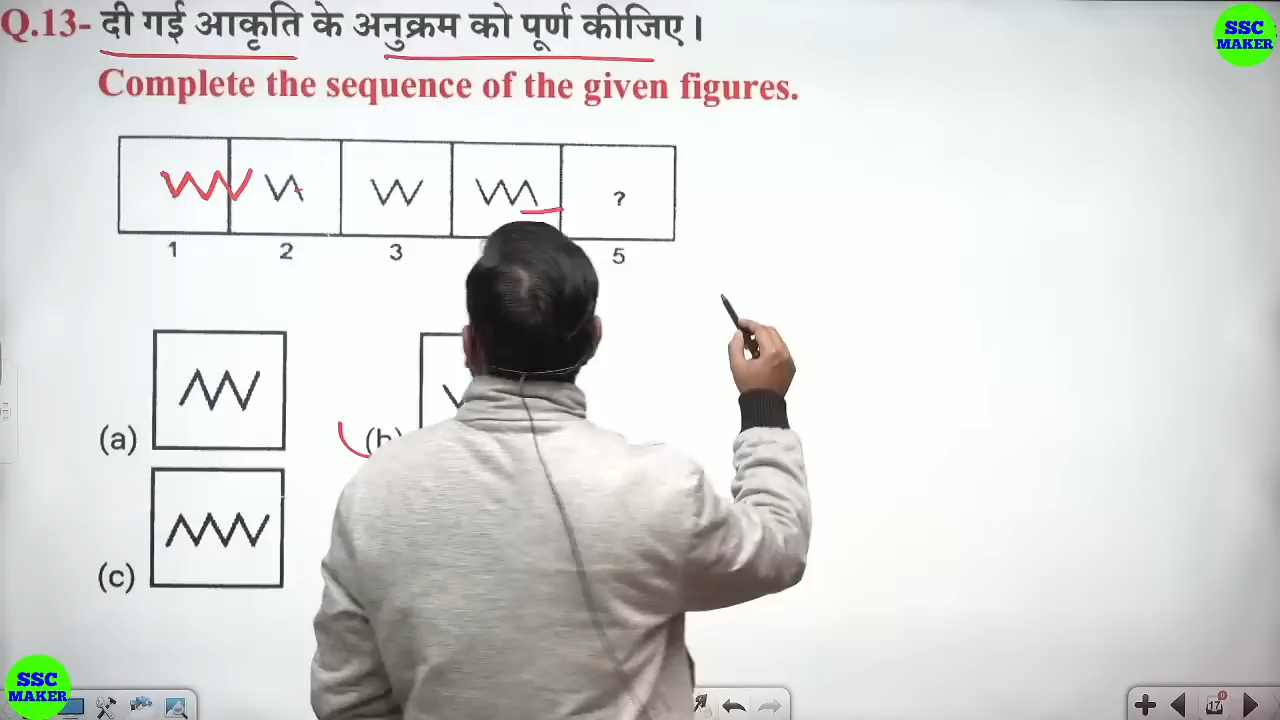 Q.13- दी गई आकृति के अनुक्रम को पूर्ण कीजिए।
SSC
MAKER
Complete the sequence of the given figures.
?
1 2 3 5
(a)
(c)
SSC
MAKER
17